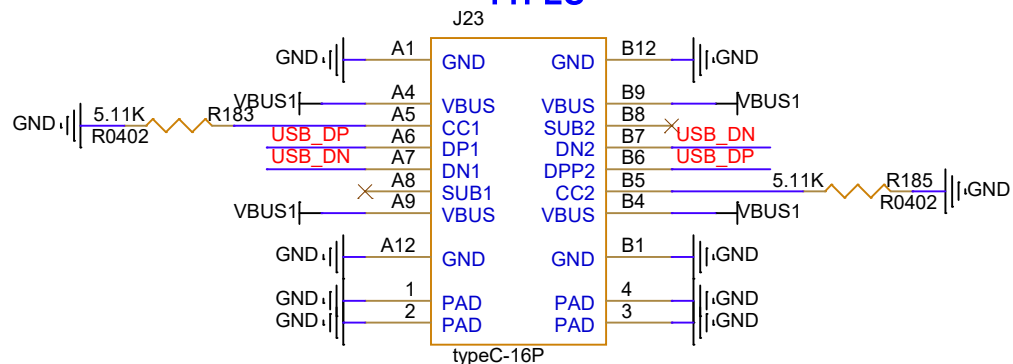 J23
GND A1 GND GND B12 GND
VBUS1 A4 VBUS VBUS B9 VBUS1
GND 5.11K R183 A5 CC1 SUB2 B8
R0402 USB_DP A6 DP1 DN2 B7 USB_DN
USB_DN A7 DN1 DPP2 B6 USB_DP
A8 SUB1 CC2 B5 5.11K R185 GND
R0402
VBUS1 A9 VBUS VBUS B4 VBUS1
GND A12 GND GND B1 GND
GND 1 PAD PAD 4 GND
GND 2 PAD PAD 3 GND
typeC-16P